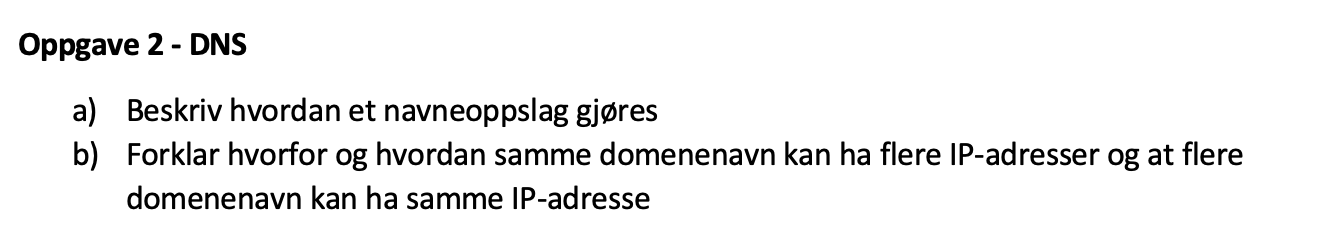 Oppgave 2 - DNS
a) Beskriv hvordan et navneoppslag gjøres
b) Forklar hvorfor og hvordan samme domenenavn kan ha flere IP-adresser og at flere
domenenavn kan ha samme IP-adresse